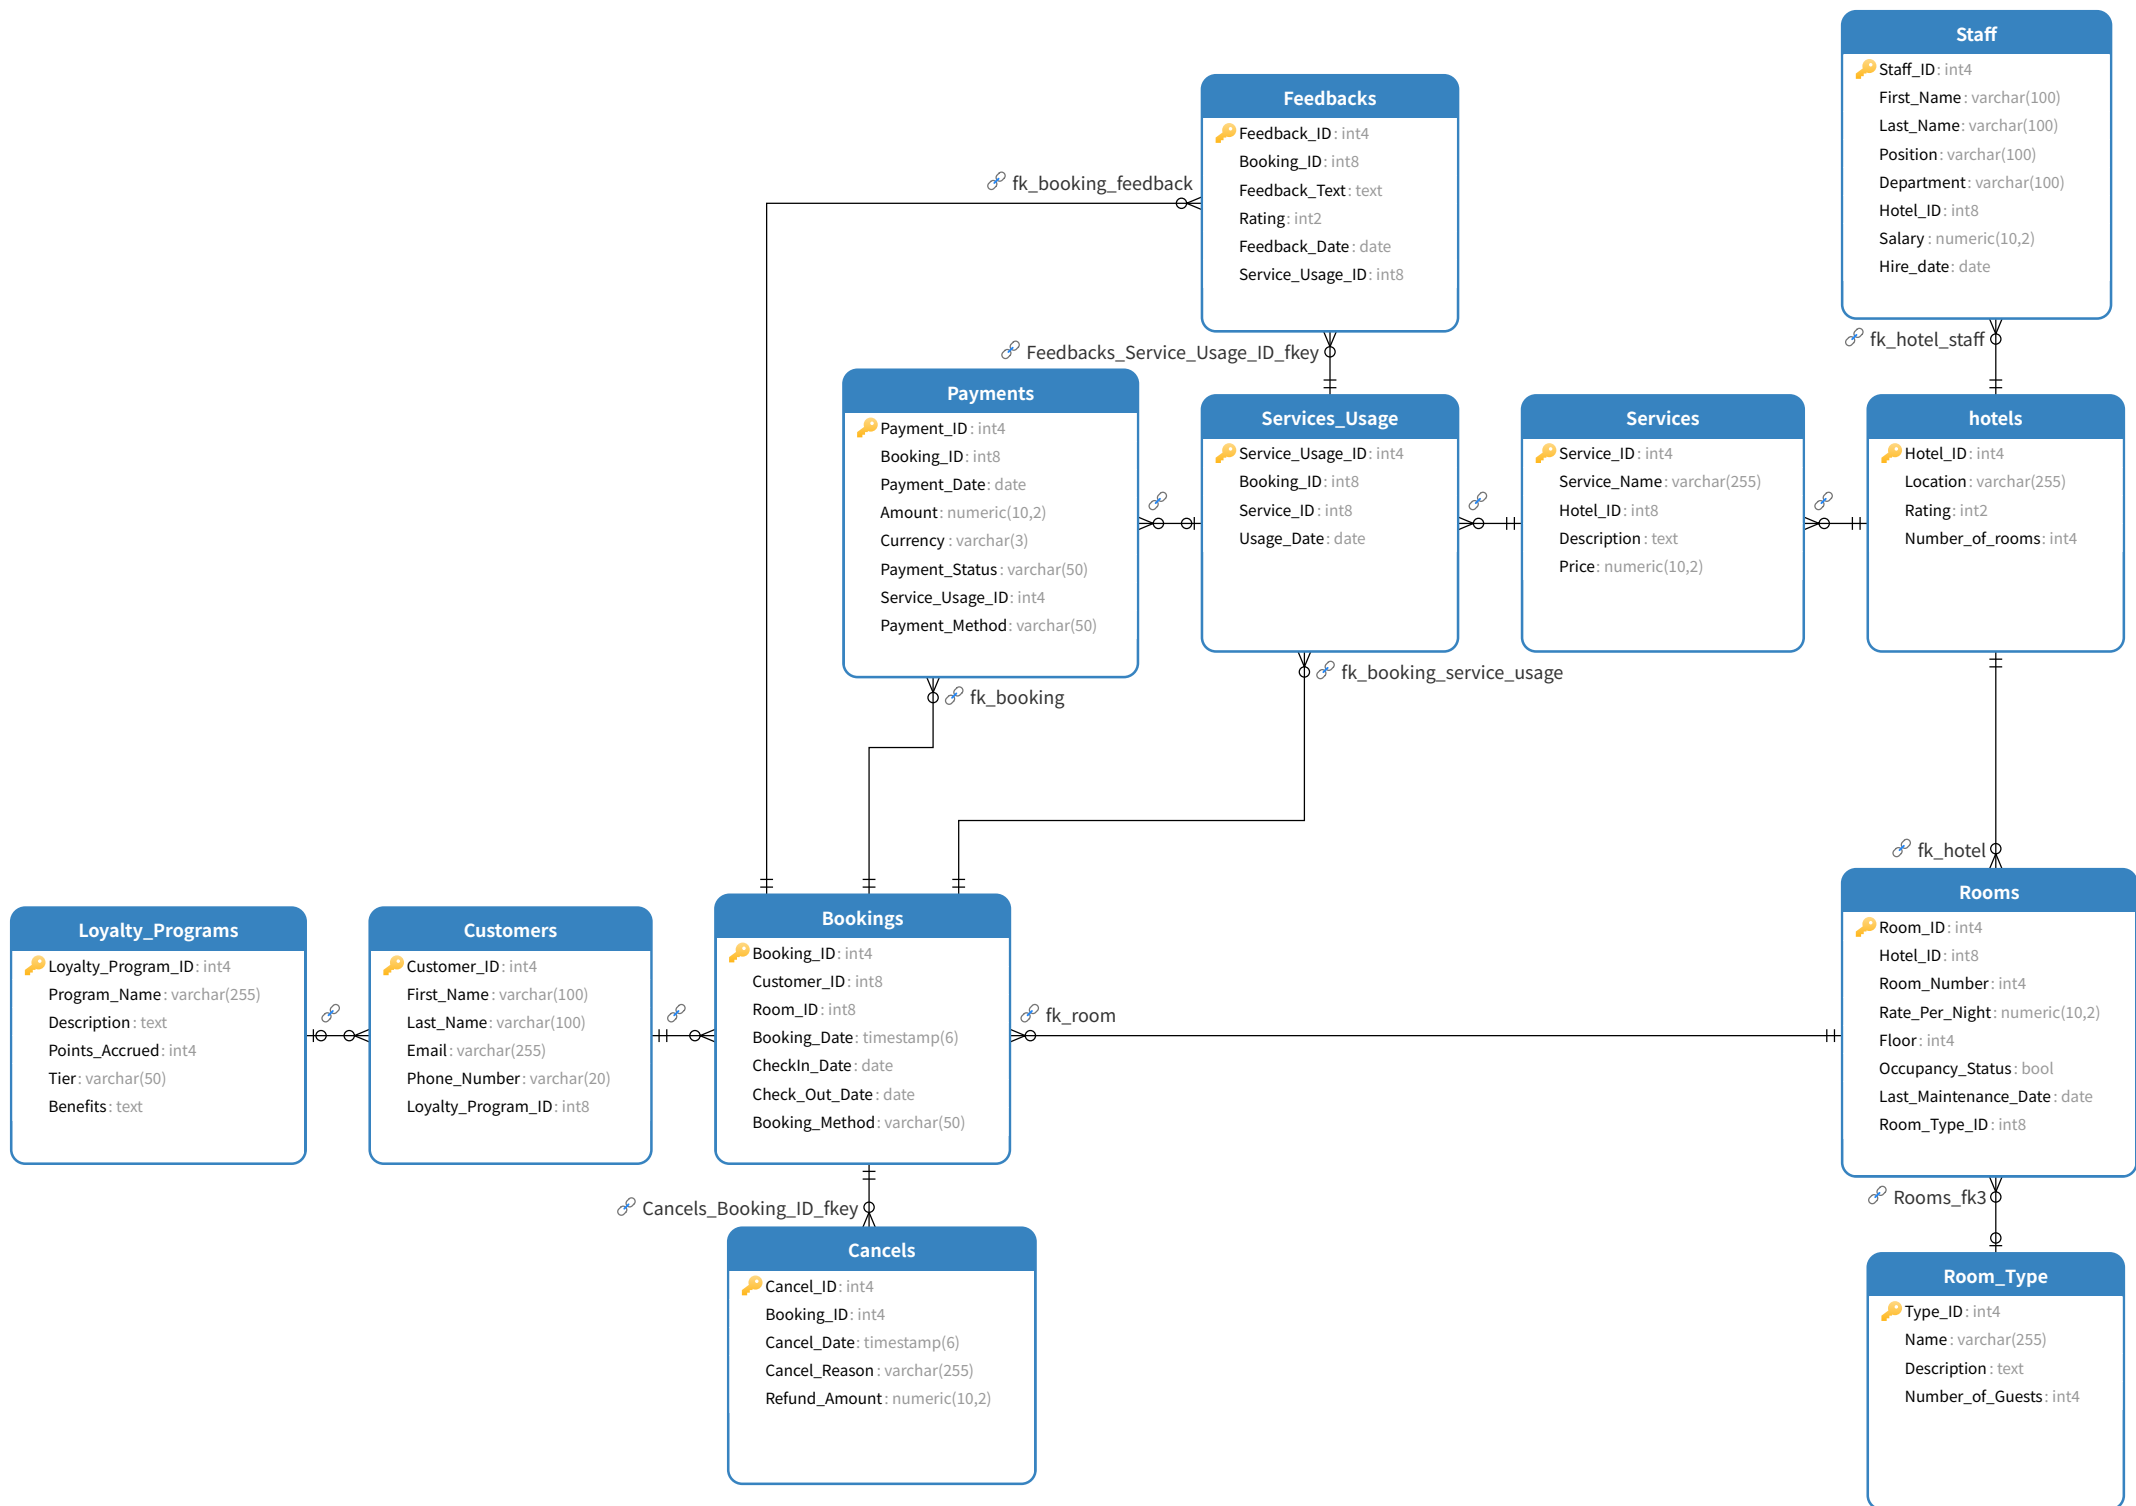 Staff
Staff_ID: int4
First_Name: varchar(100)
Last_Name: varchar(100)
Position: varchar(100)
Department: varchar(100)
Hotel_ID: int8
Salary: numeric(10,2)
Hire_date: date
Feedbacks
Feedback_ID: int4
Booking_ID: int8
Feedback_Text: text
Rating: int2
Feedback_Date: date
Service_Usage_ID: int8
fk_booking_feedback
Feedbacks_Service_Usage_ID_fkey
fk_hotel_staff
Payments
Payment_ID: int4
Booking_ID: int8
Payment_Date: date
Amount: numeric(10,2)
Currency: varchar(3)
Payment_Status: varchar(50)
Service_Usage_ID: int4
Payment_Method: varchar(50)
Services_Usage
Service_Usage_ID: int4
Booking_ID: int8
Service_ID: int8
Usage_Date: date
Services
Service_ID: int4
Service_Name: varchar(255)
Hotel_ID: int8
Description: text
Price: numeric(10,2)
hotels
Hotel_ID: int4
Location: varchar(255)
Rating: int2
Number_of_rooms: int4
fk_booking
fk_booking_service_usage
fk_hotel
Loyalty_Programs
Loyalty_Program_ID: int4
Program_Name: varchar(255)
Description: text
Points_Accrued: int4
Tier: varchar(50)
Benefits: text
Customers
Customer_ID: int4
First_Name: varchar(100)
Last_Name: varchar(100)
Email: varchar(255)
Phone_Number: varchar(20)
Loyalty_Program_ID: int8
Bookings
Booking_ID: int4
Customer_ID: int8
Room_ID: int8
Booking_Date: timestamp(6)
CheckIn_Date: date
Check_Out_Date: date
Booking_Method: varchar(50)
fk_room
Rooms
Room_ID: int4
Hotel_ID: int8
Room_Number: int4
Rate_Per_Night: numeric(10,2)
Floor: int4
Occupancy_Status: bool
Last_Maintenance_Date: date
Room_Type_ID: int8
Cancels_Booking_ID_fkey
Rooms_fk3
Cancels
Cancel_ID: int4
Booking_ID: int4
Cancel_Date: timestamp(6)
Cancel_Reason: varchar(255)
Refund_Amount: numeric(10,2)
Room_Type
Type_ID: int4
Name: varchar(255)
Description: text
Number_of_Guests: int4